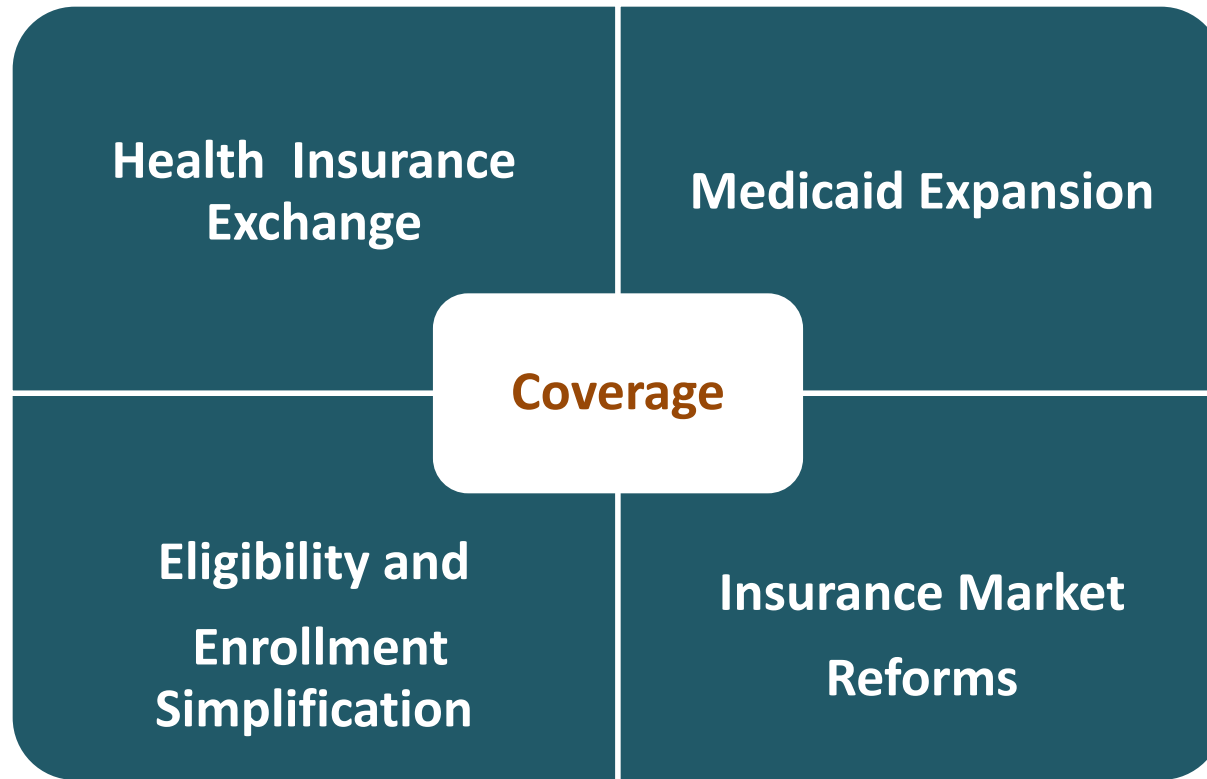 Health  Insurance
Exchange
Medicaid Expansion
Coverage
Eligibility and
Enrollment
Simplification
Insurance Market
Reforms